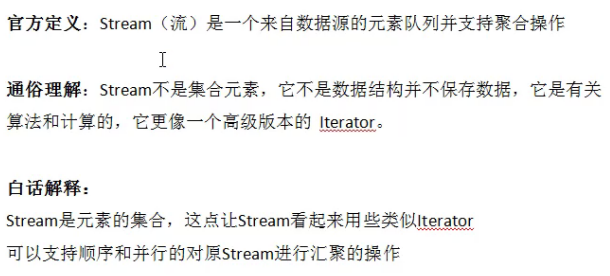 官方定义：Stream（流）是一个来自数据源的元素队列并支持聚合操作
通俗理解：Stream不是集合元素，它不是数据结构并不保存数据，它是有关
算法和计算的，它更像一个高级版本的 Iterator。
白话解释：
Stream是元素的集合，这点让Stream看起来用些类似Iterator
可以支持顺序和并行的对原Stream进行汇聚的操作